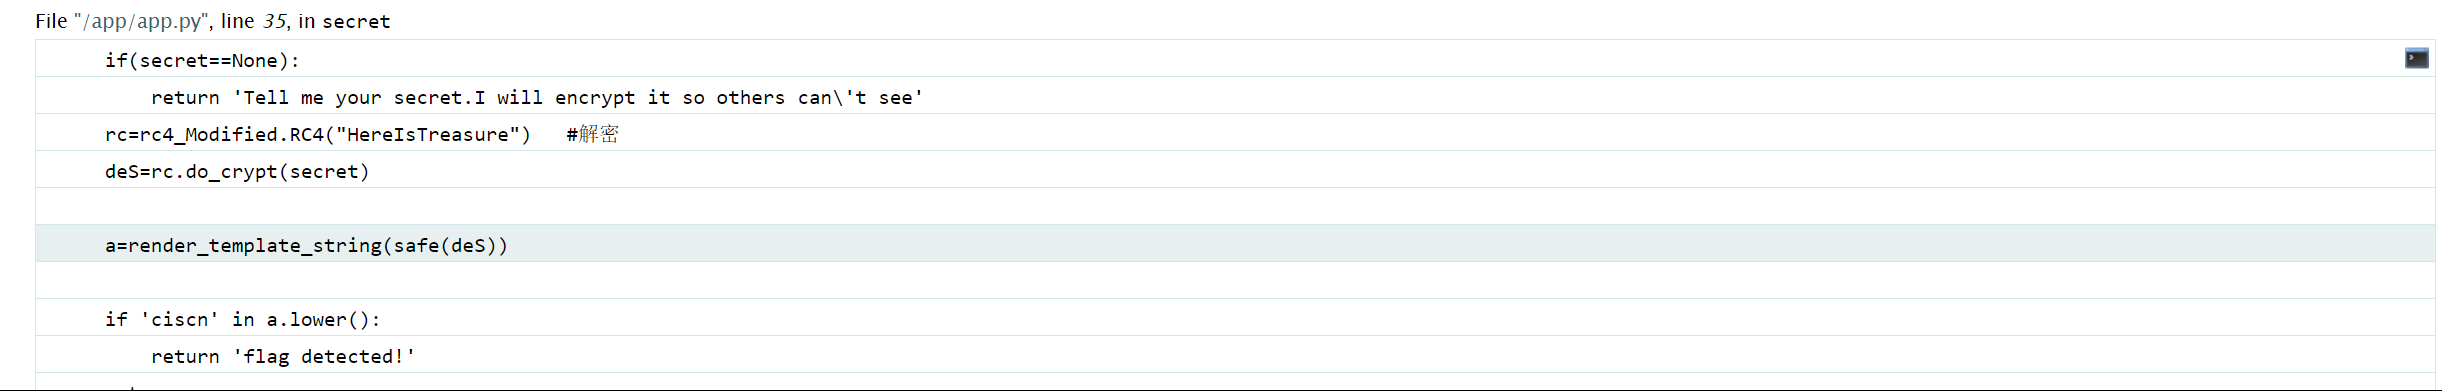 File "/app/app.py", line 35, in secret
if(secret==None):
return 'Tell me your secret.I will encrypt it so others can\'t see'
rc=rc4_Modified.RC4("HereIsTreasure")   #解密
deS=rc.do_crypt(secret)
a=render_template_string(safe(deS))
if 'ciscn' in a.lower():
return 'flag detected!'